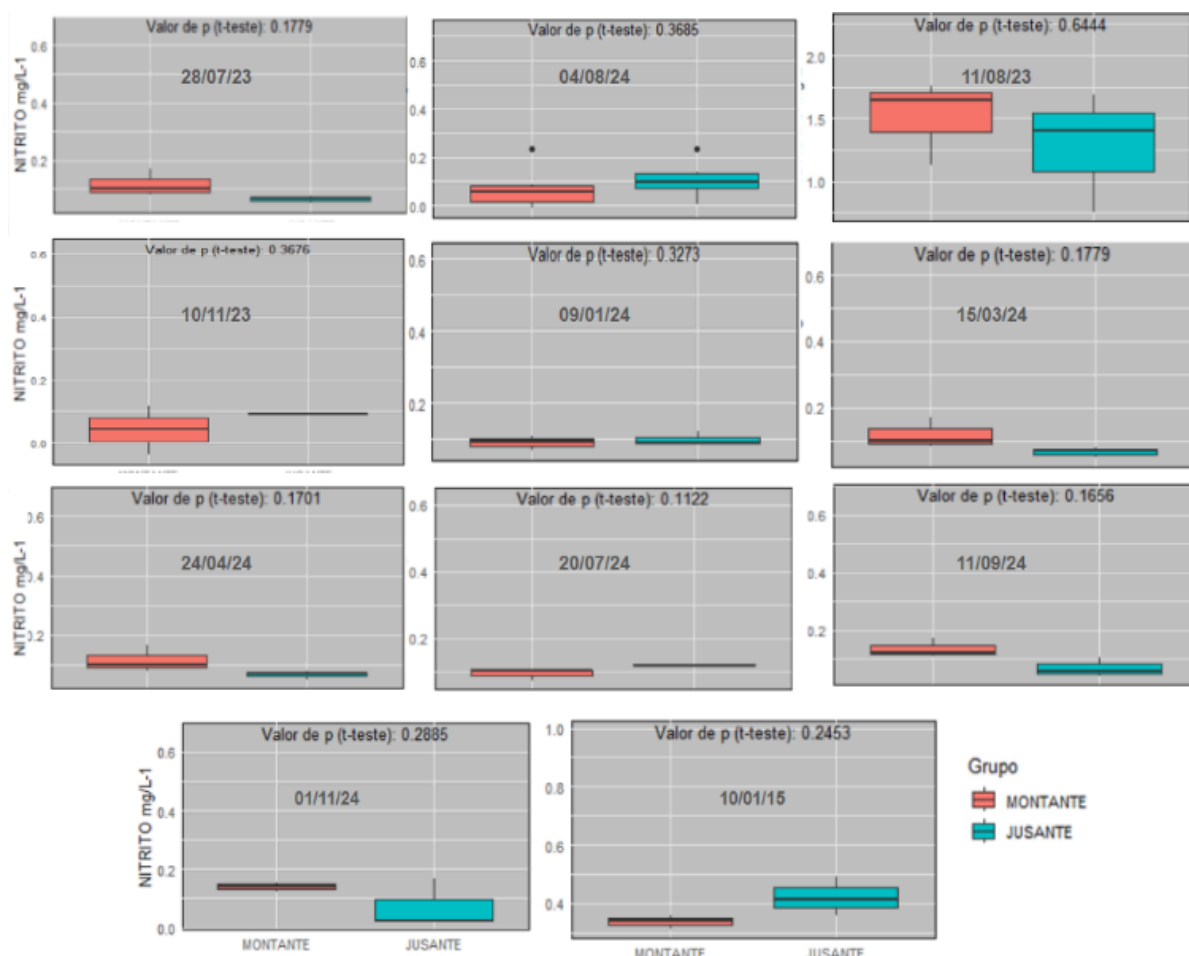 Valor de p (t-teste): 0.1779
28/07/23
NITRITO mg/L-1
0.6
0.4
0.2
Valor de p (t-teste): 0.3685
04/08/24
0.6
0.4
0.2
0.0
Valor de p (t-teste): 0.6444
11/08/23
2.0
1.5
1.0
Valor de p (t-teste): 0.3676
10/11/23
NITRITO mg/L-1
0.6
0.4
0.2
0.0
Valor de p (t-teste): 0.3273
09/01/24
0.6
0.4
0.2
Valor de p (t-teste): 0.1779
15/03/24
0.6
0.4
0.2
Valor de p (t-teste): 0.1701
24/04/24
NITRITO mg/L-1
0.6
0.4
0.2
Valor de p (t-teste): 0.1122
20/07/24
0.6
0.4
0.2
Valor de p (t-teste): 0.1656
11/09/24
0.6
0.4
0.2
Valor de p (t-teste): 0.2885
01/11/24
NITRITO mg/L-1
0.6
0.4
0.2
0.0
MONTANTE JUSANTE
Valor de p (t-teste): 0.2453
10/01/15
1.0
0.8
0.6
0.4
MONTANTE JUSANTE
Grupo
MONTANTE
JUSANTE